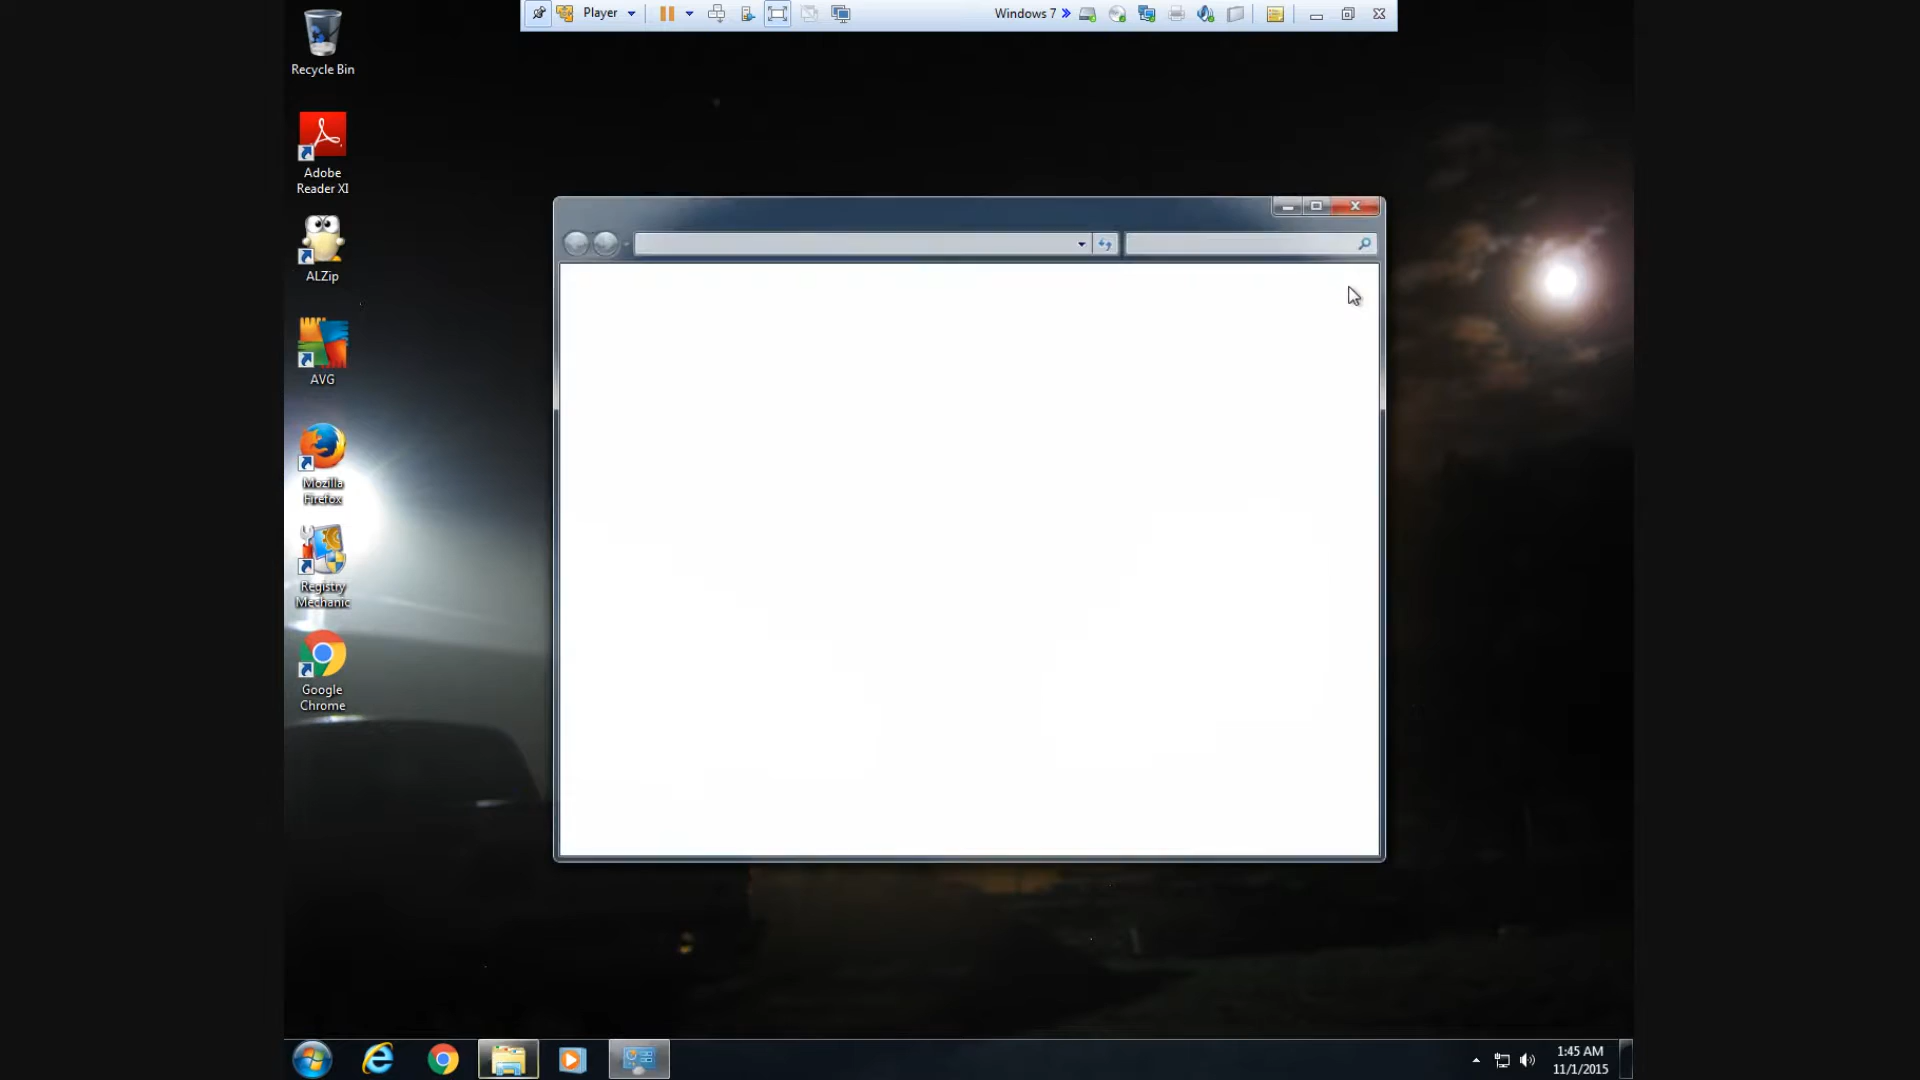 Player
Windows 7
Recycle Bin
Adobe
Reader XI
ALZip
AVG
Mozilla
Firefox
Registry
Mechanic
Google
Chrome
1:45 AM
11/1/2015